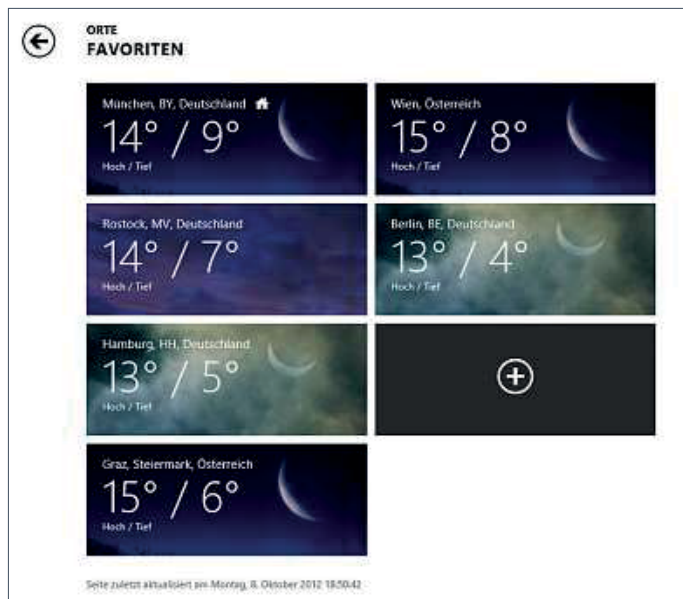 ORTE
FAVORITEN
München, BY, Deutschland
14° / 9°
Hoch / Tief
Wien, Österreich
15° / 8°
Hoch / Tief
Rostock, MV, Deutschland
14° / 7°
Hoch / Tief
Berlin, BE, Deutschland
13° / 4°
Hoch / Tief
Hamburg, HH, Deutschland
13° / 5°
Hoch / Tief
Graz, Steiermark, Österreich
15° / 6°
Hoch / Tief
Seite zuletzt aktualisiert am Montag, 8. Oktober 2012 18:50:42